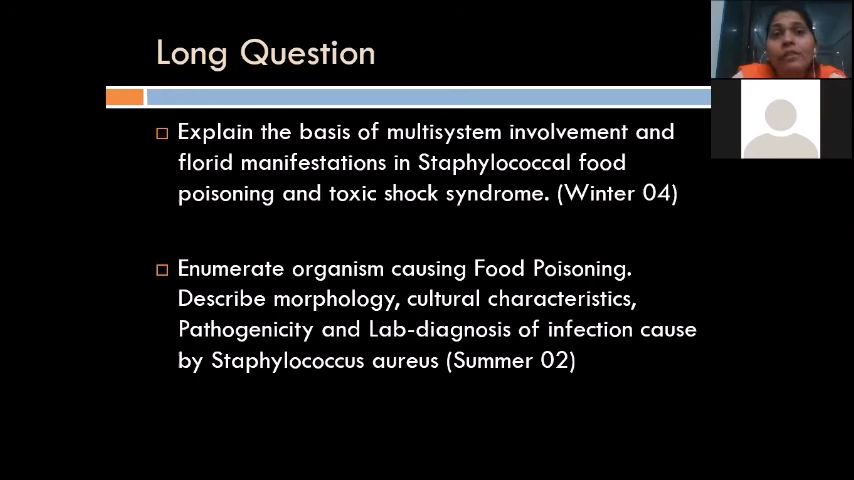 Long Question
Explain the basis of multisystem involvement and
florid manifestations in Staphylococcal food
poisoning and toxic shock syndrome. (Winter 04)
Enumerate organism causing Food Poisoning.
Describe morphology, cultural characteristics,
Pathogenicity and Lab-diagnosis of infection cause
by Staphylococcus aureus (Summer 02)